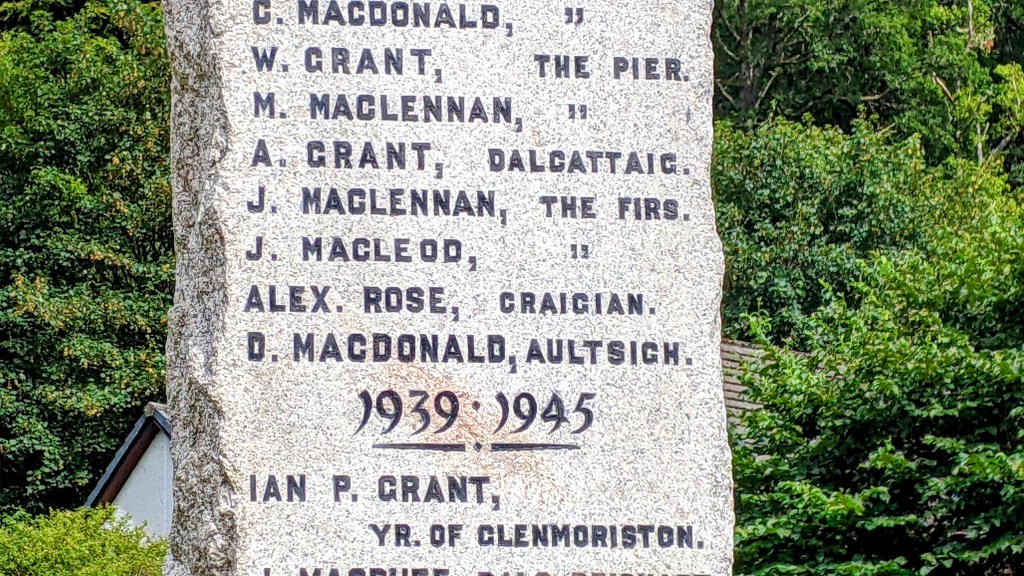 C. MACDONALD, "
W. GRANT, THE PIER.
M. MACLENNAN, "
A. GRANT, DALCATTAIG.
J. MACLENNAN, THE FIRS.
J. MACLEOD, "
ALEX. ROSE, CRAIGIAN.
D. MACDONALD, AULTSIGH.
1939 : 1945
IAN P. GRANT,
YR. OF GLENMORISTON.